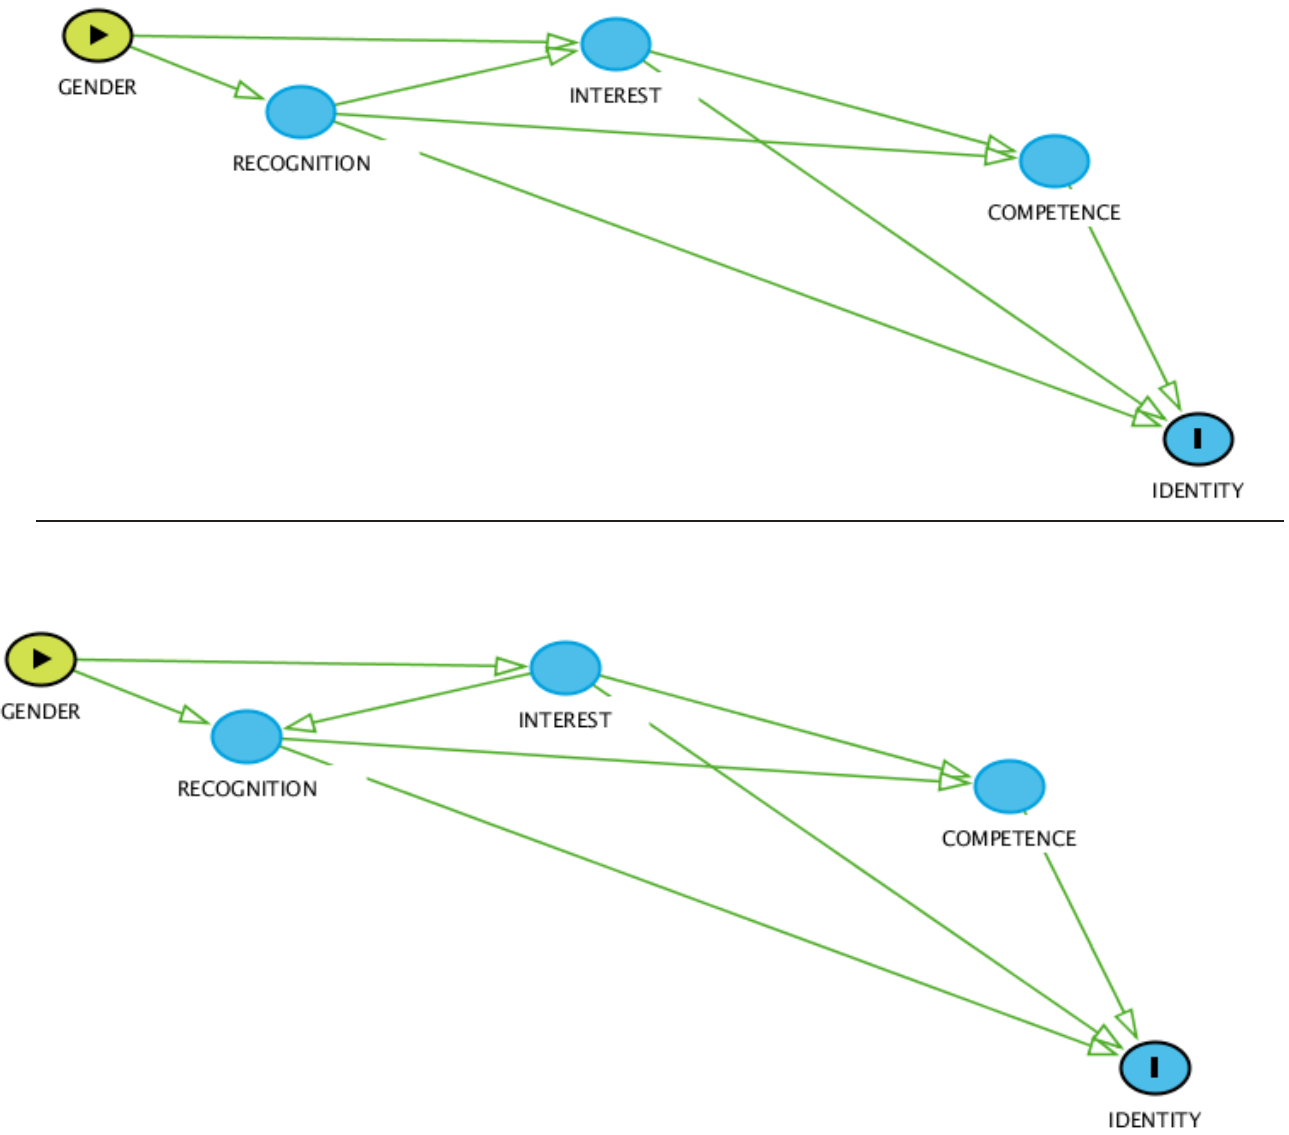 GENDER
INTEREST
RECOGNITION
COMPETENCE
I
IDENTITY
GENDER
INTEREST
RECOGNITION
COMPETENCE
I
IDENTITY